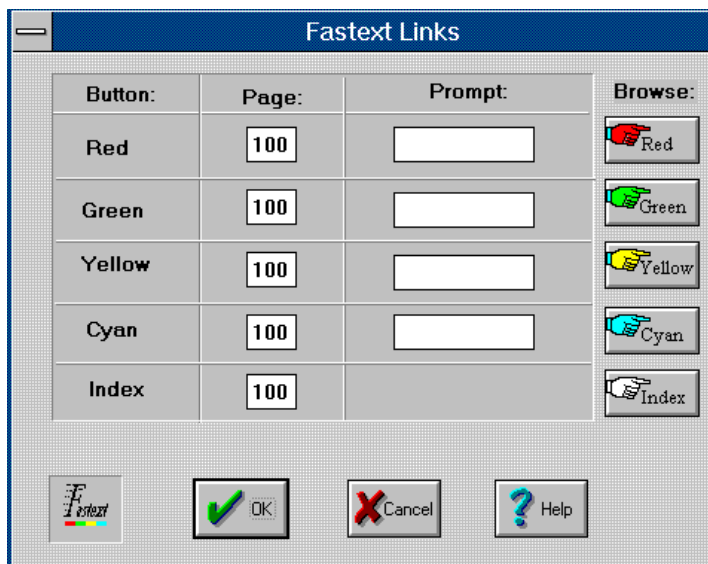 Fastext Links
Button: Page: Prompt: Browse:
Red 100 Red
Green 100 Green
Yellow 100 Yellow
Cyan 100 Cyan
Index 100 Index
Fastext OK Cancel Help